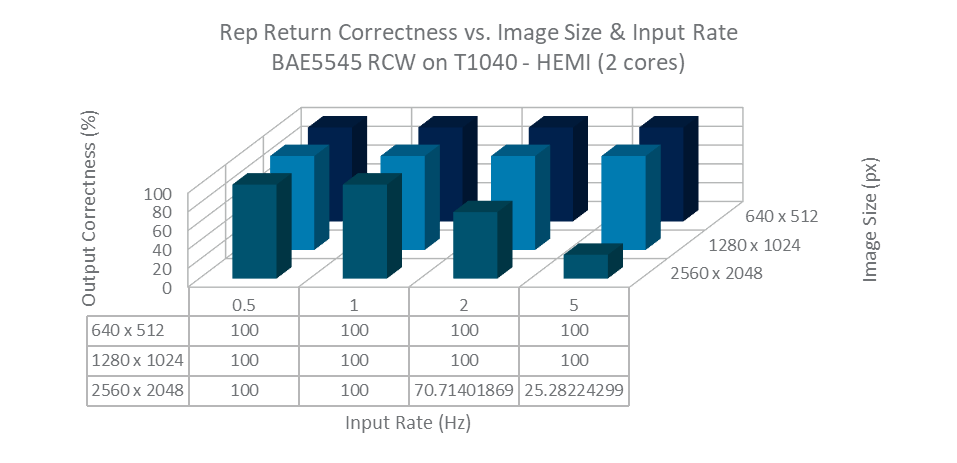 Rep Return Correctness vs. Image Size & Input Rate
BAE5545 RCW on T1040 - HEMI (2 cores)
Output Correctness (%)
100
80
60
40
20
0
640 x 512
1280 x 1024
2560 x 2048
Image Size (px)
0.5 1 2 5
640 x 512 100 100 100 100
1280 x 1024 100 100 100 100
2560 x 2048 100 100 70.71401869 25.28224299
Input Rate (Hz)